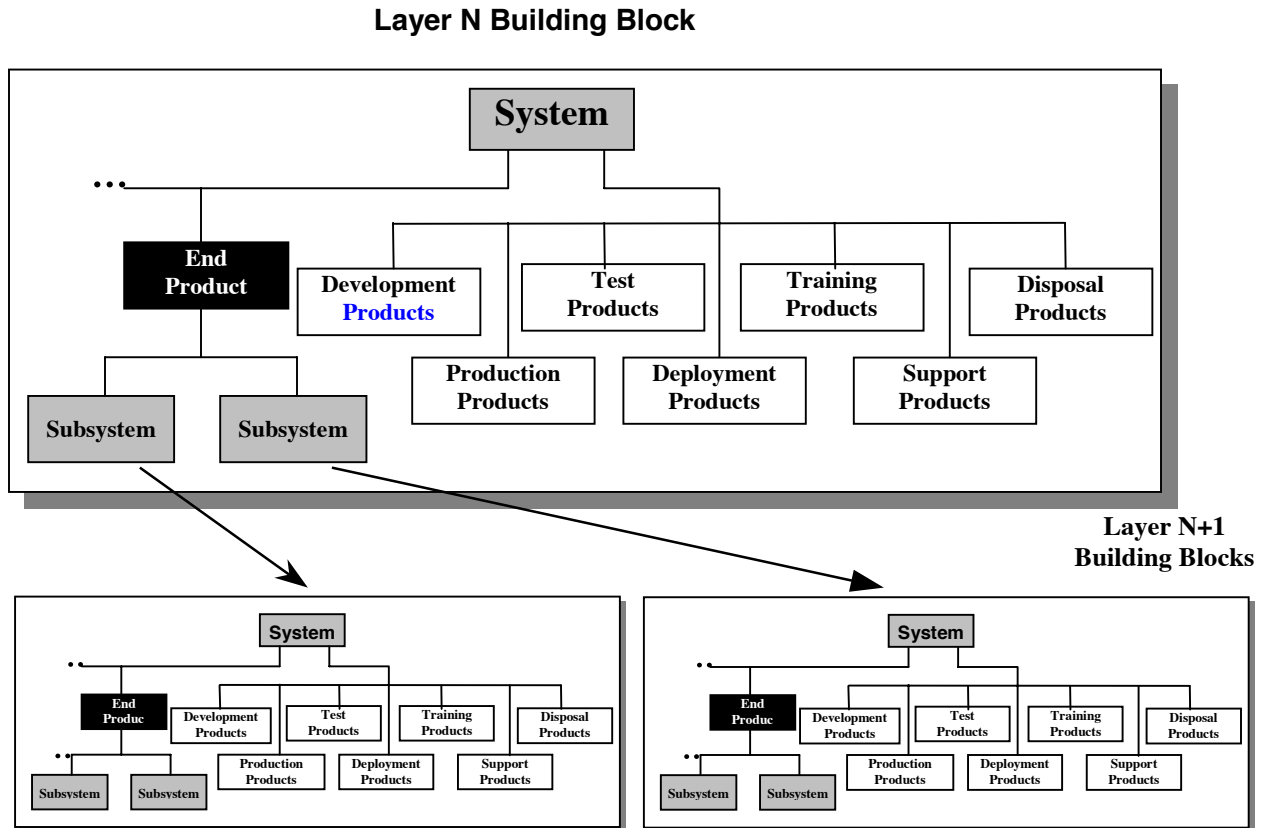 Layer N Building Block
System
...
End
Product
Development
Products
Test
Products
Training
Products
Disposal
Products
Production
Products
Deployment
Products
Support
Products
Subsystem
Subsystem
Layer N+1
Building Blocks
System
..
End
Produc
Development
Products
Test
Products
Training
Products
Disposal
Products
Production
Products
Deployment
Products
Support
Products
..
Subsystem
Subsystem
System
..
End
Produc
Development
Products
Test
Products
Training
Products
Disposal
Products
Production
Products
Deployment
Products
Support
Products
..
Subsystem
Subsystem